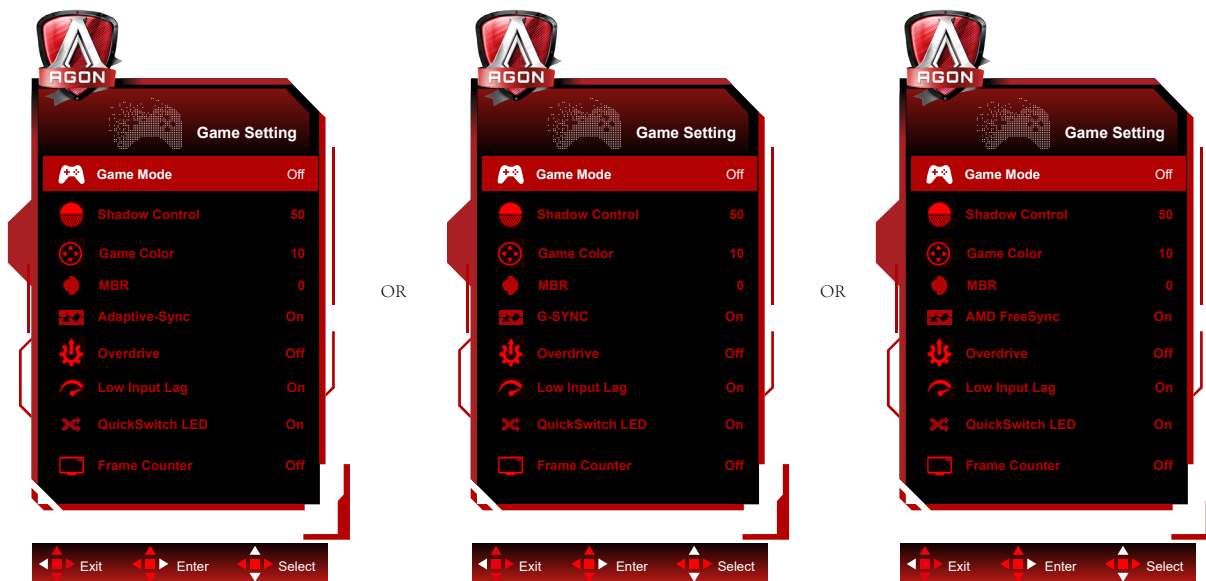 AGON
Game Setting
Game Mode Off
Shadow Control 50
Game Color 10
MBR 0
Adaptive-Sync On
Overdrive Off
Low Input Lag On
QuickSwitch LED On
Frame Counter Off
Exit Enter Select
OR
AGON
Game Setting
Game Mode Off
Shadow Control 50
Game Color 10
MBR 0
G-SYNC On
Overdrive Off
Low Input Lag On
QuickSwitch LED On
Frame Counter Off
Exit Enter Select
OR
AGON
Game Setting
Game Mode Off
Shadow Control 50
Game Color 10
MBR 0
AMD FreeSync On
Overdrive Off
Low Input Lag On
QuickSwitch LED On
Frame Counter Off
Exit Enter Select